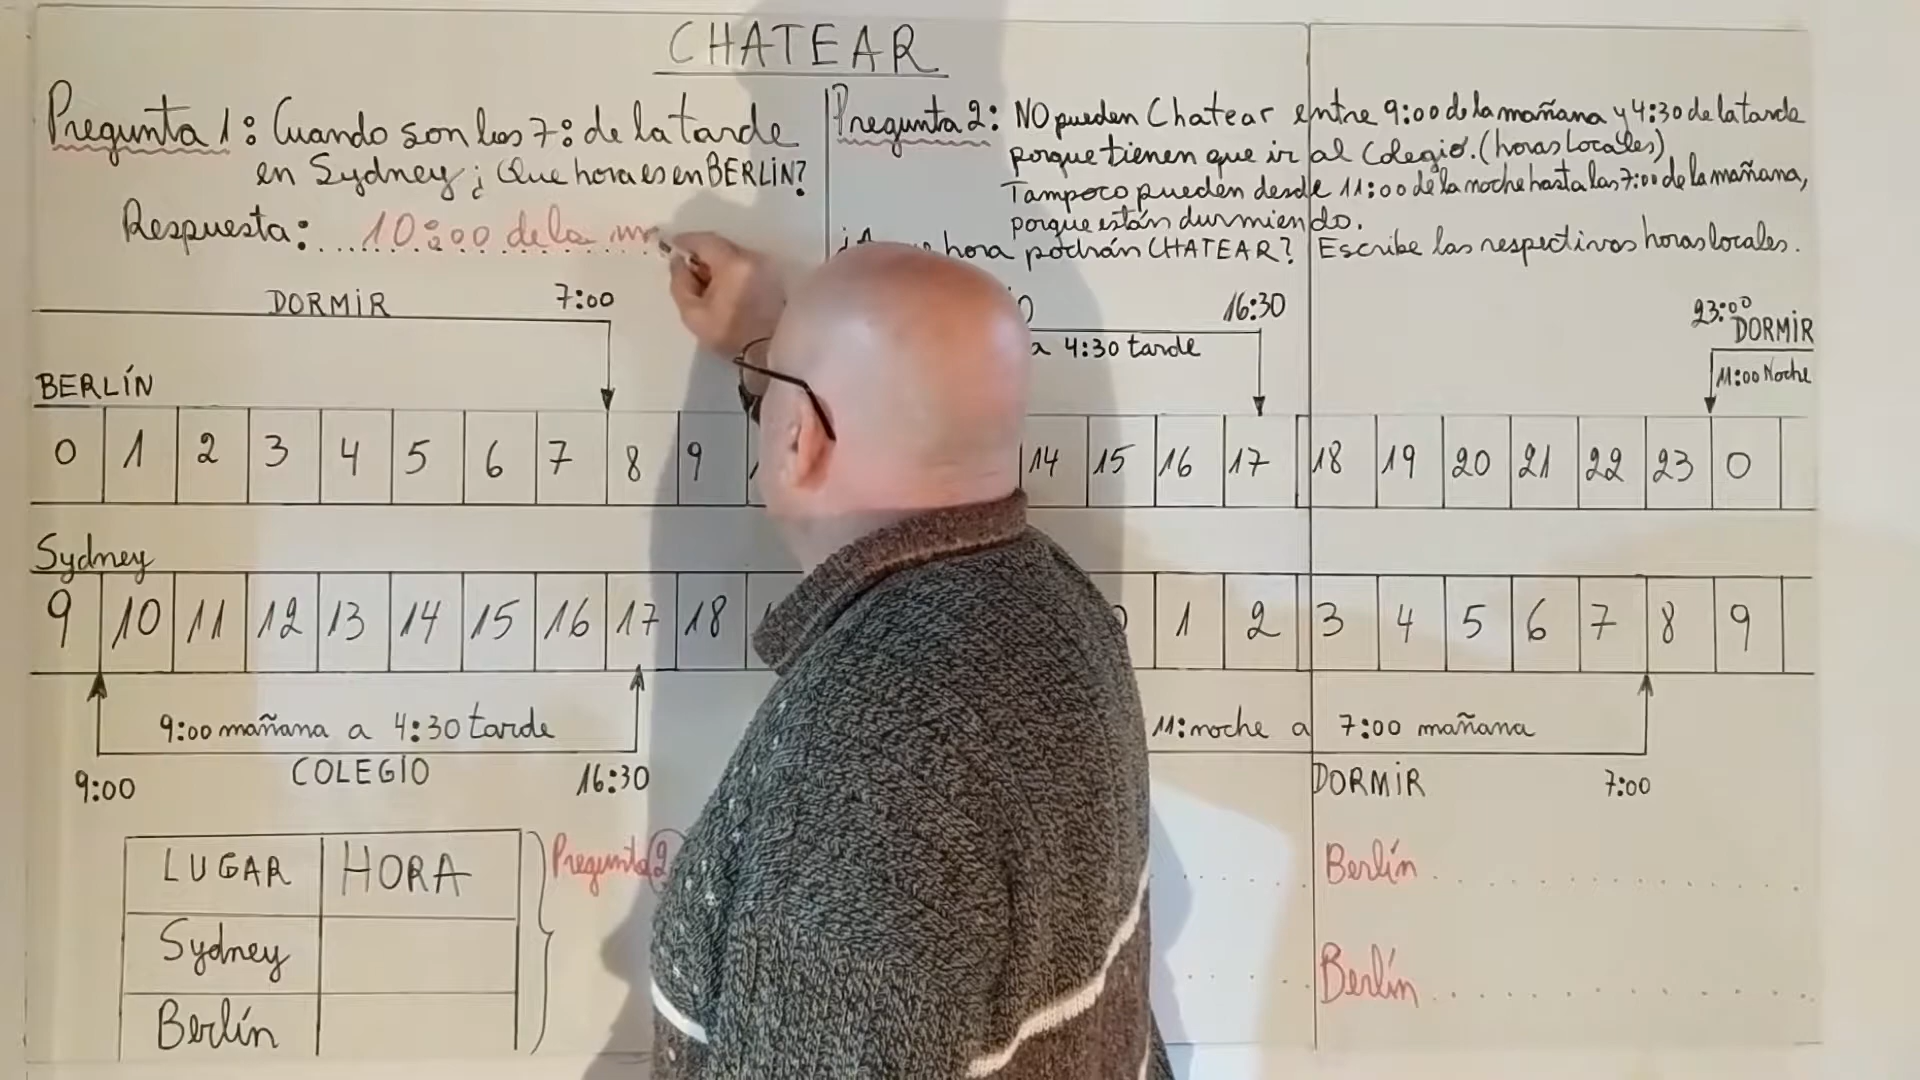 CHATEAR
Pregunta 1: Cuando son las 7: de la tarde
en Sydney ¿Que hora es en BERLÍN?
Respuesta: 10:00 de la
Pregunta 2: NO pueden Chatear entre 9:00 de la mañana y 4:30 de la tarde
porque tienen que ir al Colegio. (horas locales)
Tampoco pueden desde 11:00 de la noche hasta las 7:00 de la mañana,
porque están durmiendo.
hora podrán CHATEAR? Escribe las respectivas horas locales.
DORMIR 7:00
16:30
a 4:30 tarde
23:00
DORMIR
11:00 Noche
BERLÍN
0 1 2 3 4 5 6 7 8 9 14 15 16 17 18 19 20 21 22 23 0
Sydney
9 10 11 12 13 14 15 16 17 18 1 2 3 4 5 6 7 8 9
9:00 mañana a 4:30 tarde
9:00 COLEGIO 16:30
11: noche a 7:00 mañana
DORMIR 7:00
LUGAR HORA
Sydney
Berlín
Pregunta 2
Berlín
Berlín